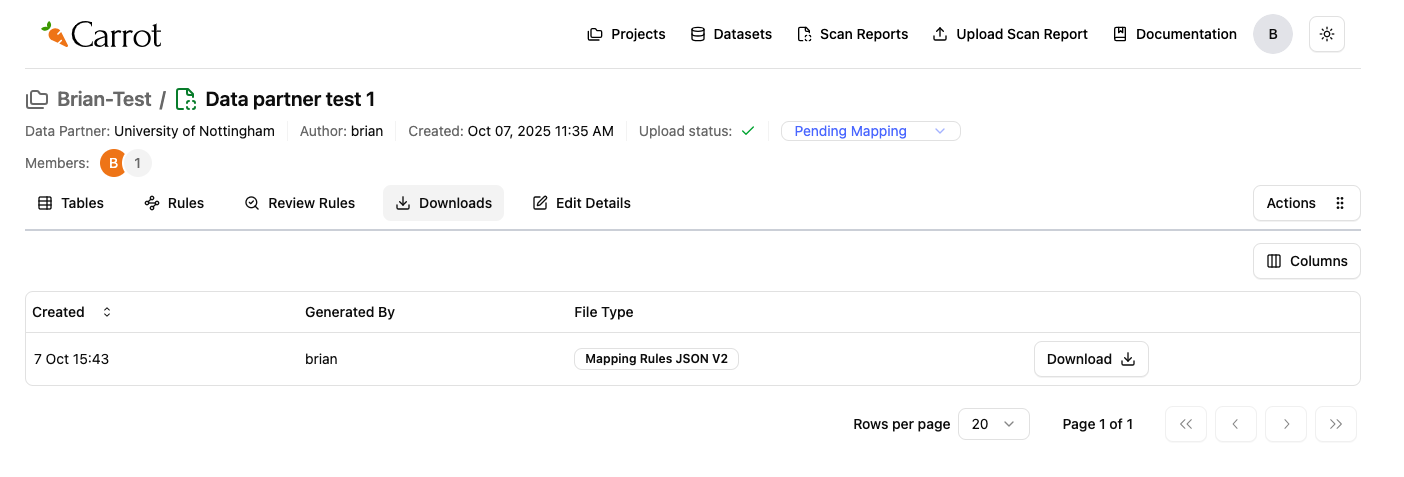 Carrot Projects Datasets Scan Reports Upload Scan Report Documentation B
Brian-Test / Data partner test 1
Data Partner: University of Nottingham Author: brian Created: Oct 07, 2025 11:35 AM Upload status: Pending Mapping
Members: B 1
Tables Rules Review Rules Downloads Edit Details Actions
Columns
Created Generated By File Type
7 Oct 15:43 brian Mapping Rules JSON V2 Download
Rows per page 20 Page 1 of 1